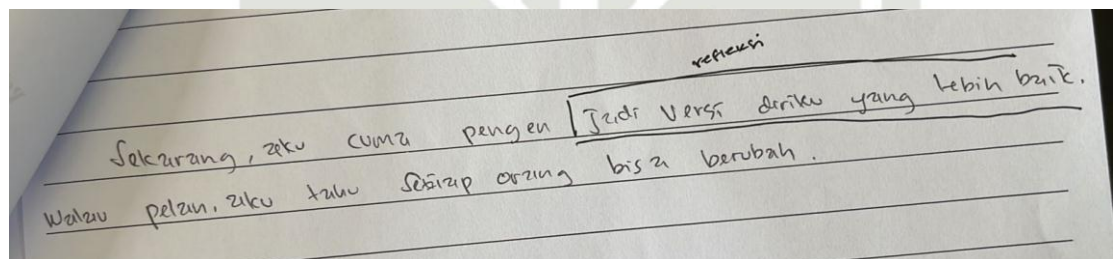 refleksi
Sekarang, aku cuma pengen jadi versi diriku yang lebih baik.
Walau pelan, aku tahu setiap orang bisa berubah.